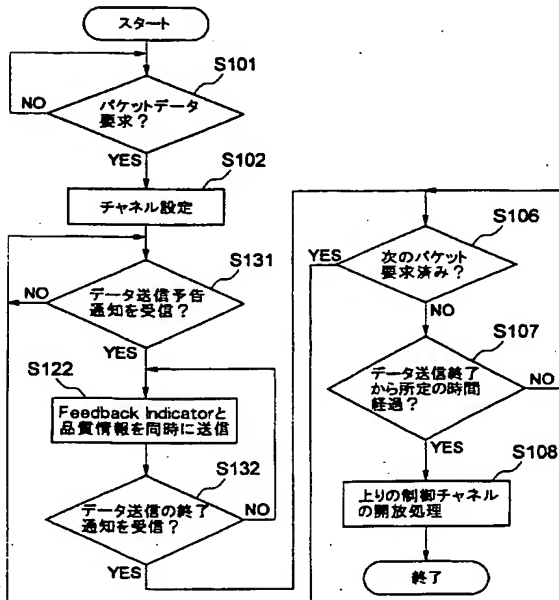 スタート
S101
パケットデータ
要求？
NO
YES
S102
チャネル設定
S131
データ送信予告
通知を受信？
NO
YES
S122
Feedback Indicatorと
品質情報を同時に送信
S132
データ送信の終了
通知を受信？
NO
YES
S106
次のパケット
要求済み？
YES
NO
S107
データ送信終了
から所定の時間
経過？
NO
YES
S108
上りの制御チャネル
の開放処理
終了